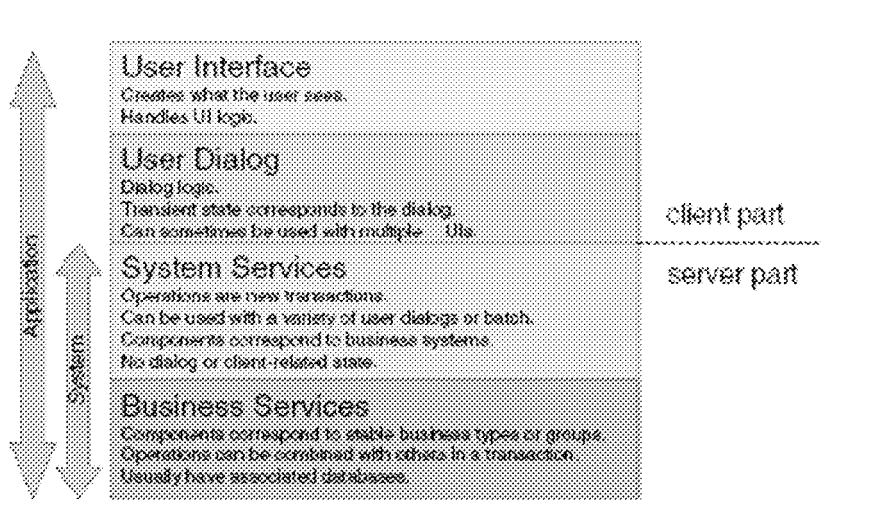 User Interface
Creates what the user sees.
Handles UI logic.
User Dialog
Dialog logic.
Transient state corresponds to the dialog.
Can sometimes be used with multiple UIs
client part
server part
System Services
Operations are new transactions.
Can be used with a variety of user dialogs or batch.
Components correspond to business systems.
No dialog or client-related state.
Business Services
Components correspond to stable business types or groups.
Operations can be combined with others in a transaction.
Usually have associated databases.
Application
System